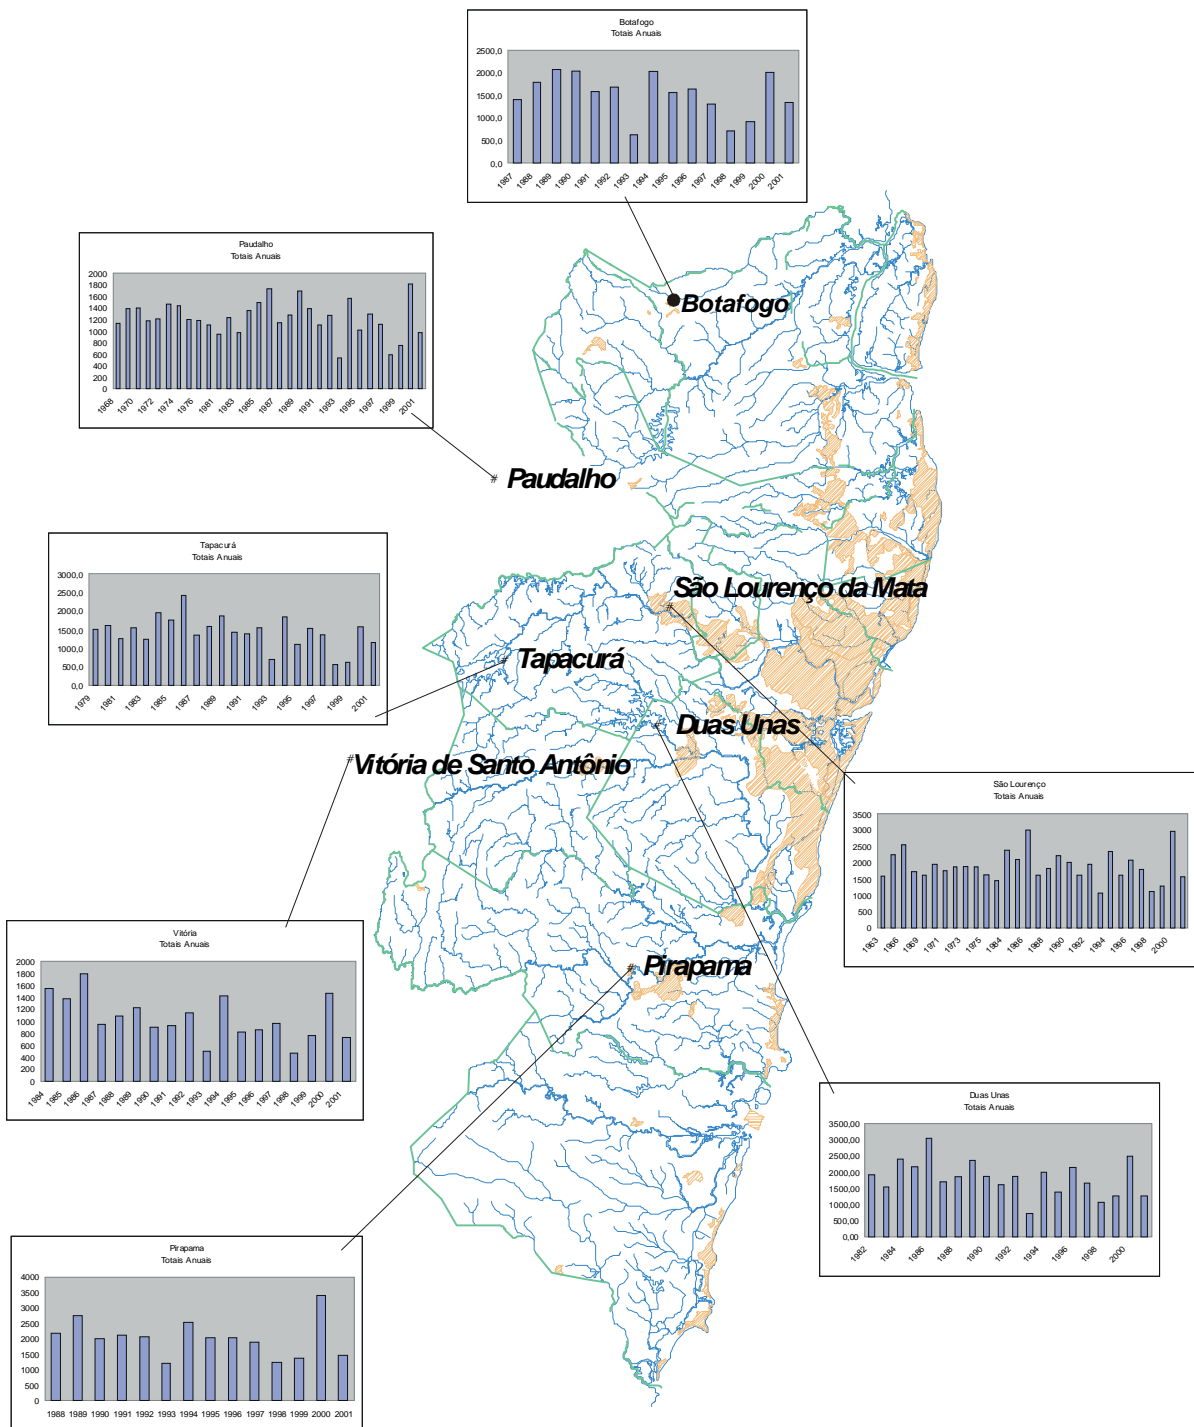 Botafogo
Totais Anuais
2500,0
2000,0
1500,0
1000,0
500,0
0,0
1987 1988 1989 1990 1991 1992 1993 1994 1995 1996 1997 1998 1999 2000 2001
Paudalho
Totais Anuais
2000
1800
1600
1400
1200
1000
800
600
400
200
0
1968 1970 1972 1974 1976 1981 1983 1985 1987 1989 1991 1993 1995 1997 1999 2001
Botafogo
# Paudalho
Tapacurá
Totais Anuais
3000,0
2500,0
2000,0
1500,0
1000,0
500,0
0,0
1979 1981 1983 1985 1987 1989 1991 1993 1995 1997 1999 2001
São Lourenço da Mata
#
# Tapacurá
# Duas Unas
# Vitória de Santo Antônio
São Lourenço
Totais Anuais
3500
3000
2500
2000
1500
1000
500
0
1963 1966 1969 1971 1973 1975 1984 1986 1988 1990 1992 1994 1996 1998 2000
Vitória
Totais Anuais
2000
1800
1600
1400
1200
1000
800
600
400
200
0
1984 1985 1986 1987 1988 1989 1990 1991 1992 1993 1994 1995 1996 1997 1998 1999 2000 2001
# Pirapama
Duas Unas
Totais Anuais
3500,00
3000,00
2500,00
2000,00
1500,00
1000,00
500,00
0,00
1982 1984 1986 1988 1990 1992 1994 1996 1998 2000
Pirapama
Totais Anuais
4000
3500
3000
2500
2000
1500
1000
500
0
1988 1989 1990 1991 1992 1993 1994 1995 1996 1997 1998 1999 2000 2001